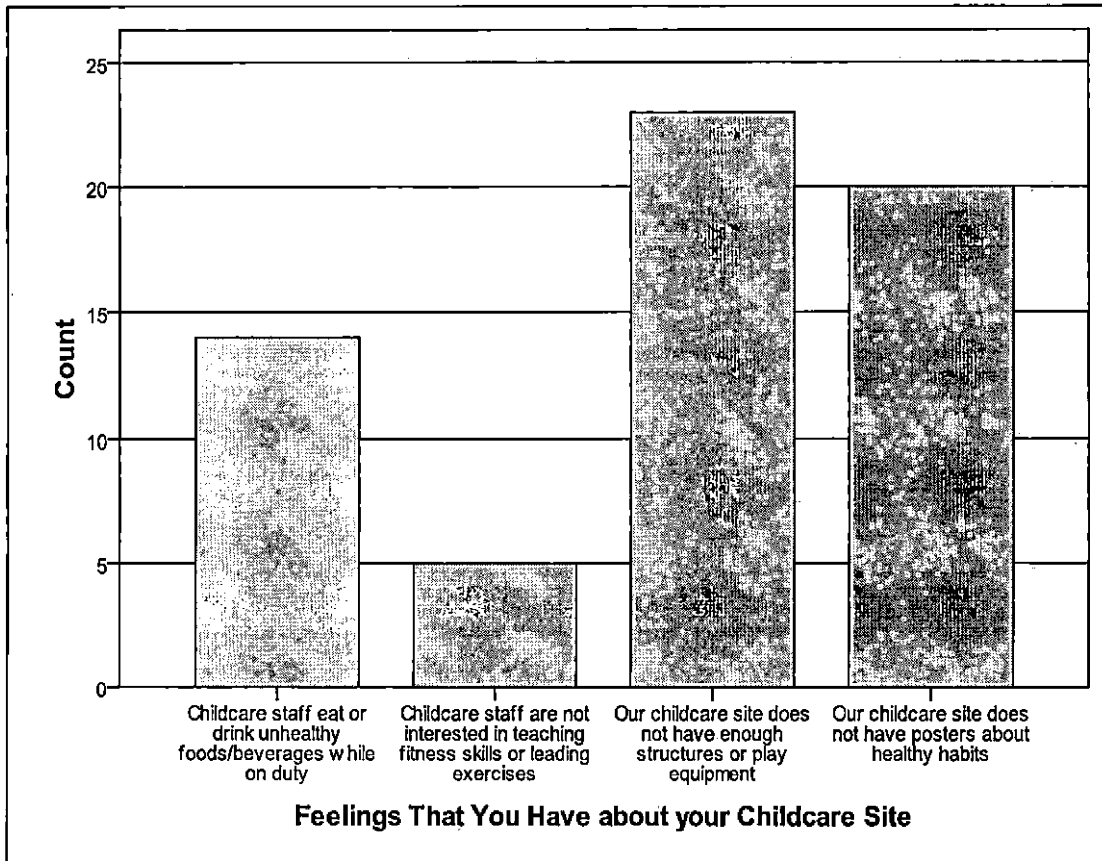 25
20
15
10
5
0
Count
Childcare staff eat or
drink unhealthy
foods/beverages while
on duty
Childcare staff are not
interested in teaching
fitness skills or leading
exercises
Our childcare site does
not have enough
structures or play
equipment
Our childcare site does
not have posters about
healthy habits
Feelings That You Have about your Childcare Site